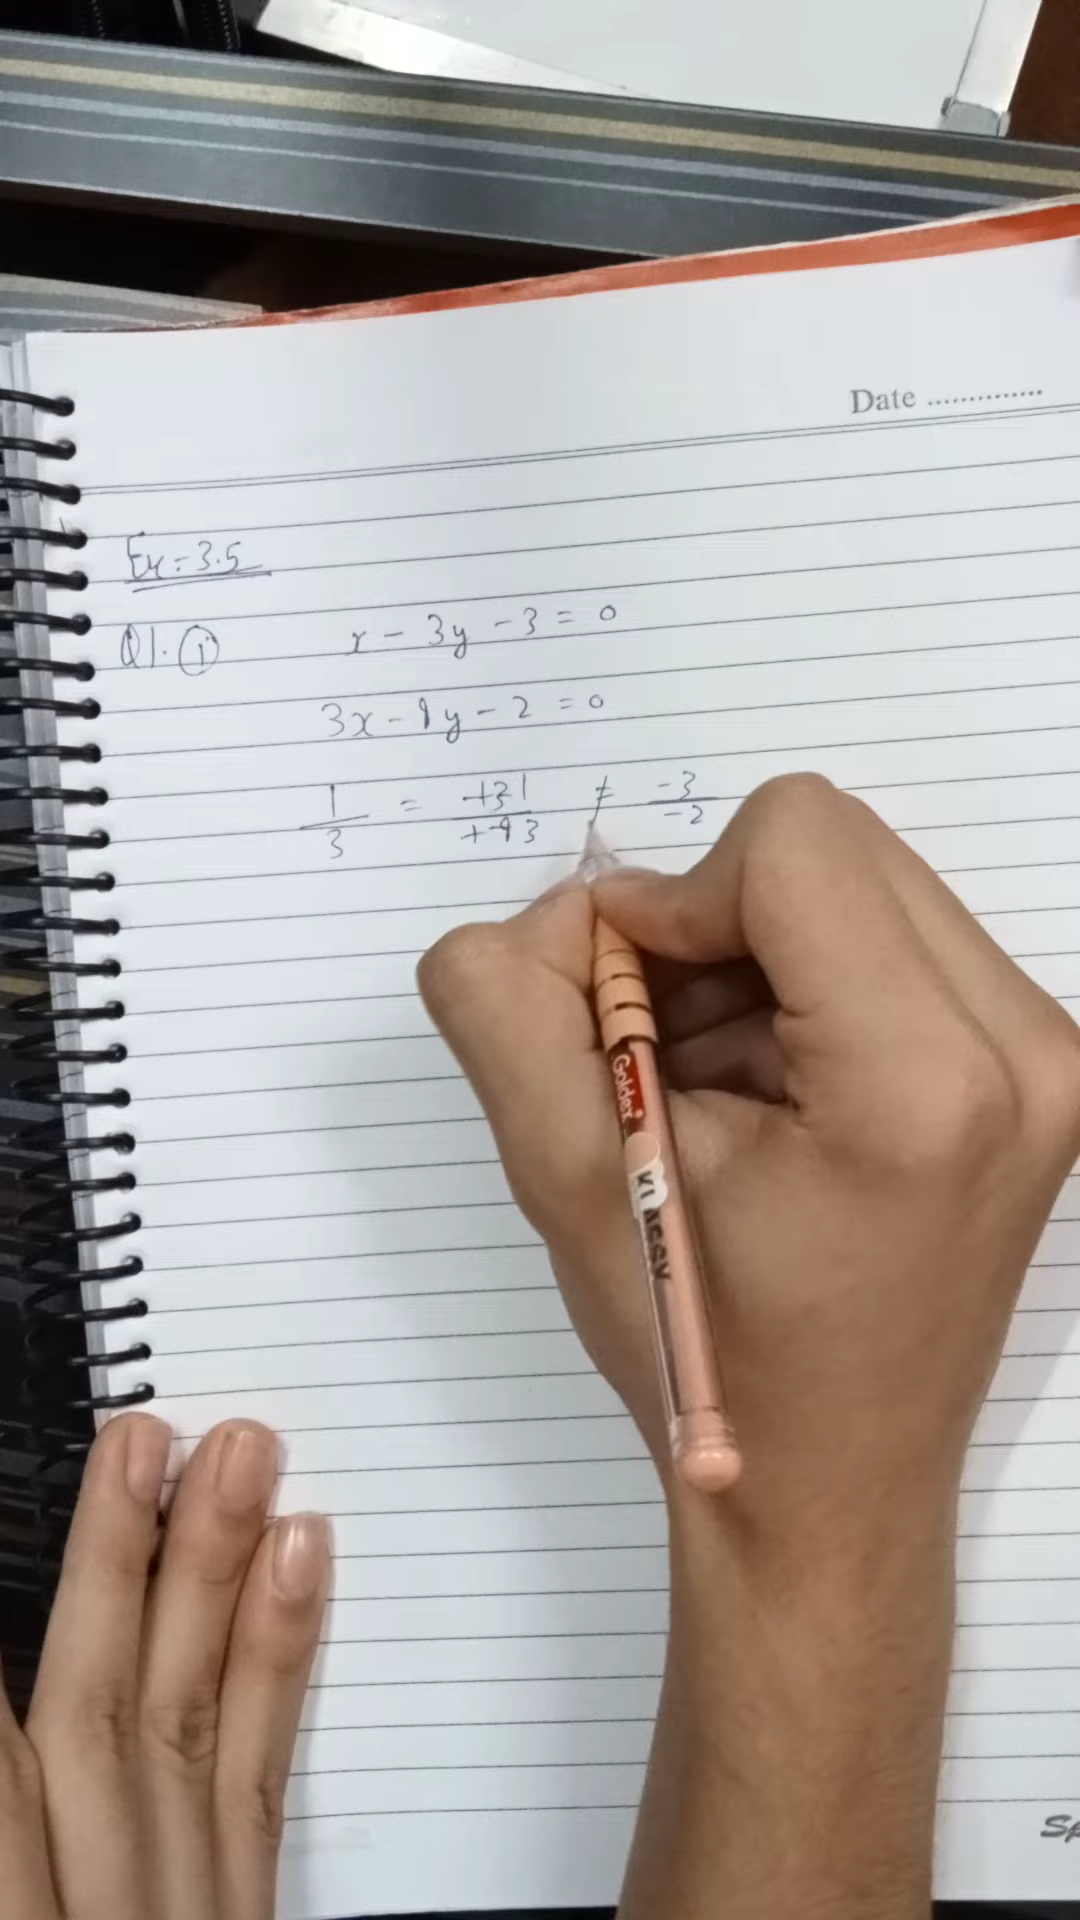 Date ..............
Ex = 3.5
Q1. (i) x - 3y - 3 = 0
3x - 9y - 2 = 0
1/3 = +3 1/+9 3 ≠ -3/-2
Goldex
KLASSY